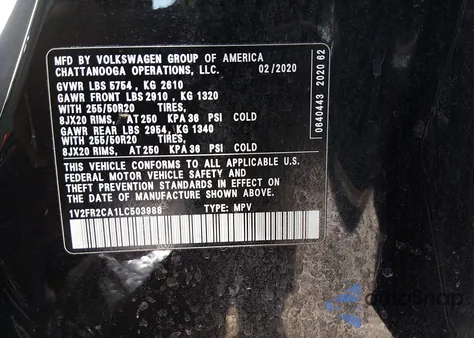 MFD BY VOLKSWAGEN GROUP OF AMERICA
CHATTANOOGA OPERATIONS, LLC. 02/2020
GVWR LBS 5754 , KG 2610
GAWR FRONT LBS 2910 , KG 1320
WITH 255/50R20 TIRES,
8JX20 RIMS, AT 250 KPA 36 PSI COLD
GAWR REAR LBS 2954 , KG 1340
WITH 255/50R20 TIRES,
8JX20 RIMS, AT 250 KPA 36 PSI COLD
THIS VEHICLE CONFORMS TO ALL APPLICABLE U.S.
FEDERAL MOTOR VEHICLE SAFETY AND
THEFT PREVENTION STANDARDS IN EFFECT ON
THE DATE OF MANUFACTURE SHOWN ABOVE.
1V2FR2CA1LC503988 TYPE: MPV
0640443 2020 62
autoSnap